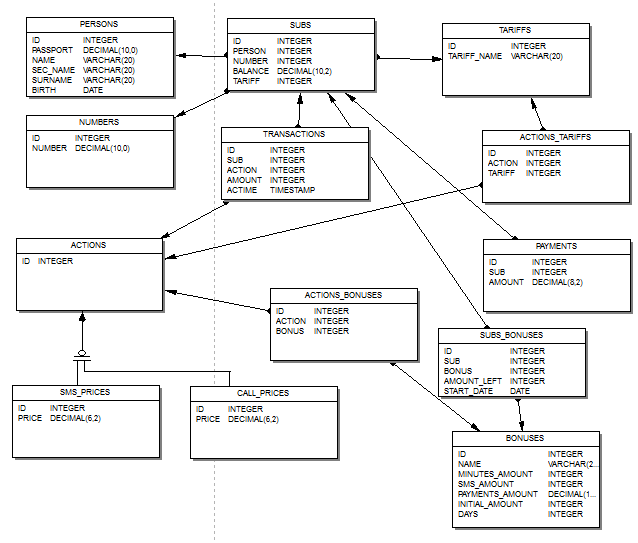 PERSONS
ID INTEGER
PASSPORT DECIMAL(10,0)
NAME VARCHAR(20)
SEC_NAME VARCHAR(20)
SURNAME VARCHAR(20)
BIRTH DATE
SUBS
ID INTEGER
PERSON INTEGER
NUMBER INTEGER
BALANCE DECIMAL(10,2)
TARIFF INTEGER
TARIFFS
ID INTEGER
TARIFF_NAME VARCHAR(20)
NUMBERS
ID INTEGER
NUMBER DECIMAL(10,0)
TRANSACTIONS
ID INTEGER
SUB INTEGER
ACTION INTEGER
AMOUNT INTEGER
ACTIME TIMESTAMP
ACTIONS_TARIFFS
ID INTEGER
ACTION INTEGER
TARIFF INTEGER
ACTIONS
ID INTEGER
PAYMENTS
ID INTEGER
SUB INTEGER
AMOUNT DECIMAL(8,2)
ACTIONS_BONUSES
ID INTEGER
ACTION INTEGER
BONUS INTEGER
SUBS_BONUSES
ID INTEGER
SUB INTEGER
BONUS INTEGER
AMOUNT_LEFT INTEGER
START_DATE DATE
SMS_PRICES
ID INTEGER
PRICE DECIMAL(6,2)
CALL_PRICES
ID INTEGER
PRICE DECIMAL(6,2)
BONUSES
ID INTEGER
NAME VARCHAR(2...
MINUTES_AMOUNT INTEGER
SMS_AMOUNT INTEGER
PAYMENTS_AMOUNT DECIMAL(1...
INITIAL_AMOUNT INTEGER
DAYS INTEGER